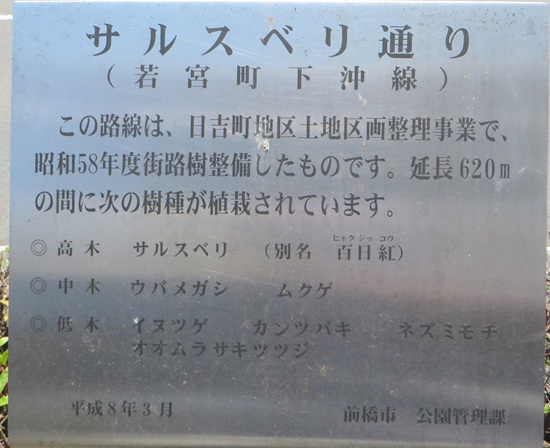 サルスベリ通り
(若宮町下沖線)
この路線は、日吉町地区土地区画整理事業で、
昭和58年度街路樹整備したものです。延長620m
の間に次の樹種が植栽されています。
◎高木 サルスベリ (別名 百日紅)
ヒャクジッコウ
◎中木 ウバメガシ ムクゲ
◎低木 イヌツゲ カンツバキ ネズミモチ
オオムラサキツツジ
平成8年3月 前橋市 公園管理課